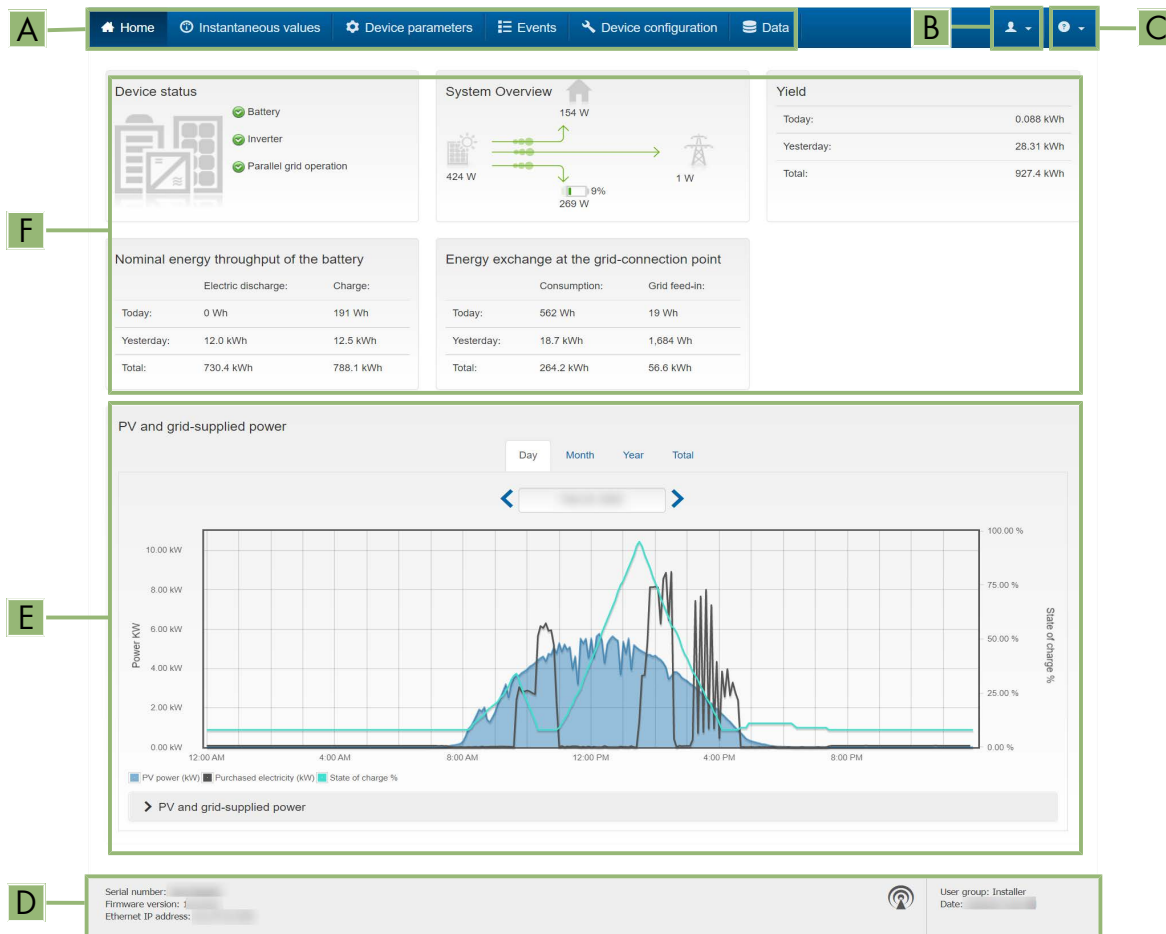 A
Home Instantaneous values Device parameters Events Device configuration Data
B
C
Device status
Battery
Inverter
Parallel grid operation
System Overview
154 W
424 W
1 W
9%
269 W
Yield
Today: 0.088 kWh
Yesterday: 28.31 kWh
Total: 927.4 kWh
F
Nominal energy throughput of the battery
Electric discharge: Charge:
Today: 0 Wh 191 Wh
Yesterday: 12.0 kWh 12.5 kWh
Total: 730.4 kWh 788.1 kWh
Energy exchange at the grid-connection point
Consumption: Grid feed-in:
Today: 562 Wh 19 Wh
Yesterday: 18.7 kWh 1,684 Wh
Total: 264.2 kWh 56.6 kWh
E
PV and grid-supplied power
Day Month Year Total
10.00 kW
8.00 kW
6.00 kW
4.00 kW
2.00 kW
0.00 kW
Power KW
100.00 %
75.00 %
50.00 %
25.00 %
0.00 %
State of charge %
12:00 AM 4:00 AM 8:00 AM 12:00 PM 4:00 PM 8:00 PM
PV power (kW) Purchased electricity (kW) State of charge %
PV and grid-supplied power
D
Serial number:
Firmware version: 1
Ethernet IP address:
User group: Installer
Date: